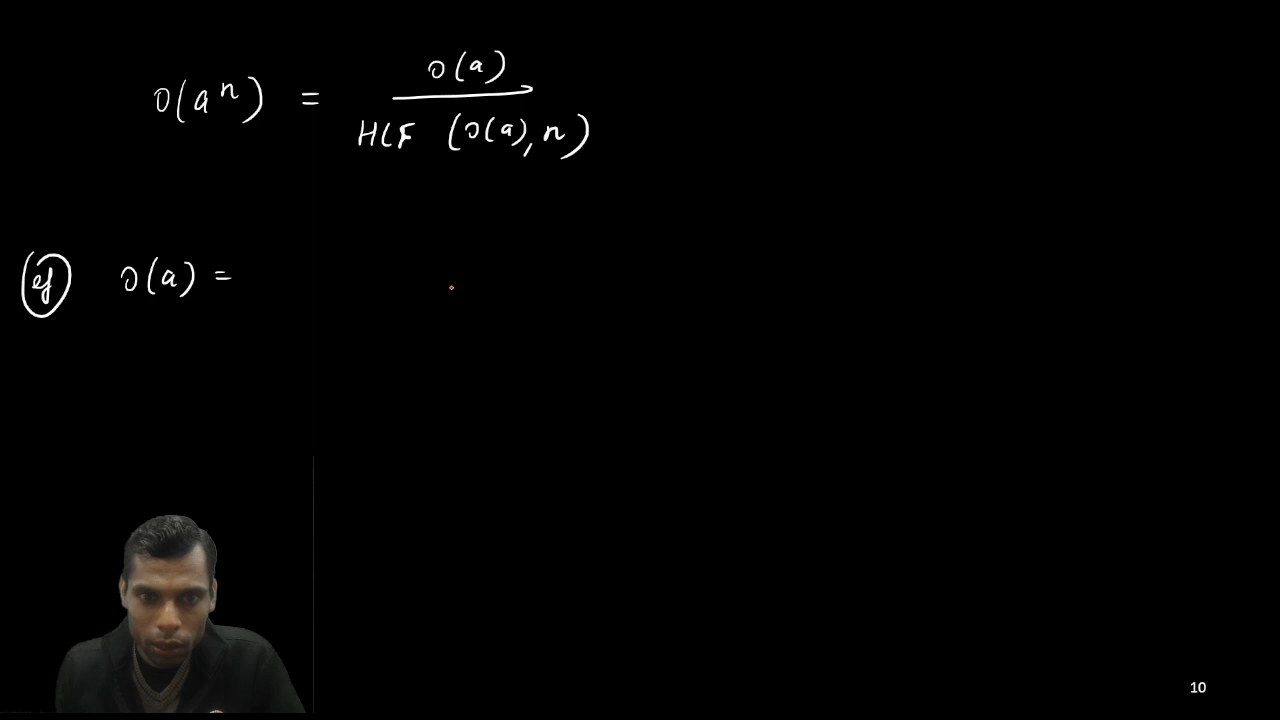 O(a^n) = O(a) / HCF (O(a), n)
eg O(a) =
10